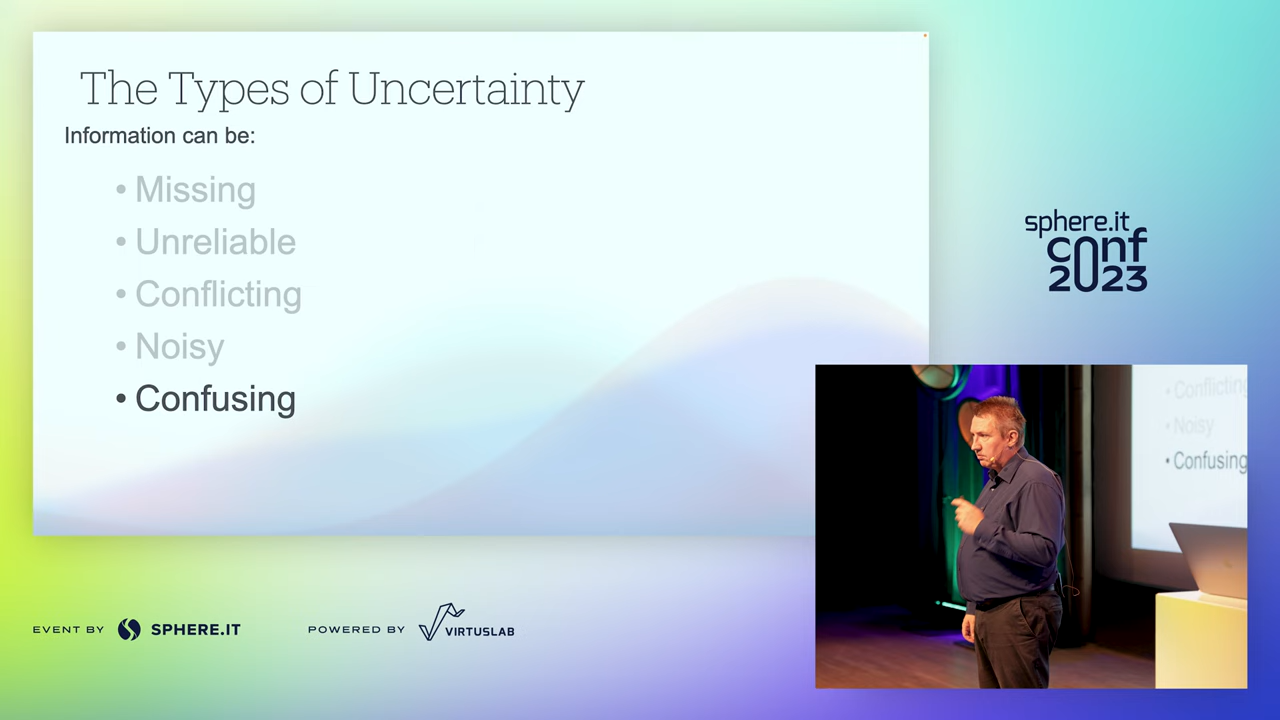 The Types of Uncertainty
Information can be:
• Missing
• Unreliable
• Conflicting
• Noisy
• Confusing
sphere.it
conf
2023
• Conflicting
• Noisy
• Confusing
EVENT BY SPHERE.IT
POWERED BY VIRTUSLAB